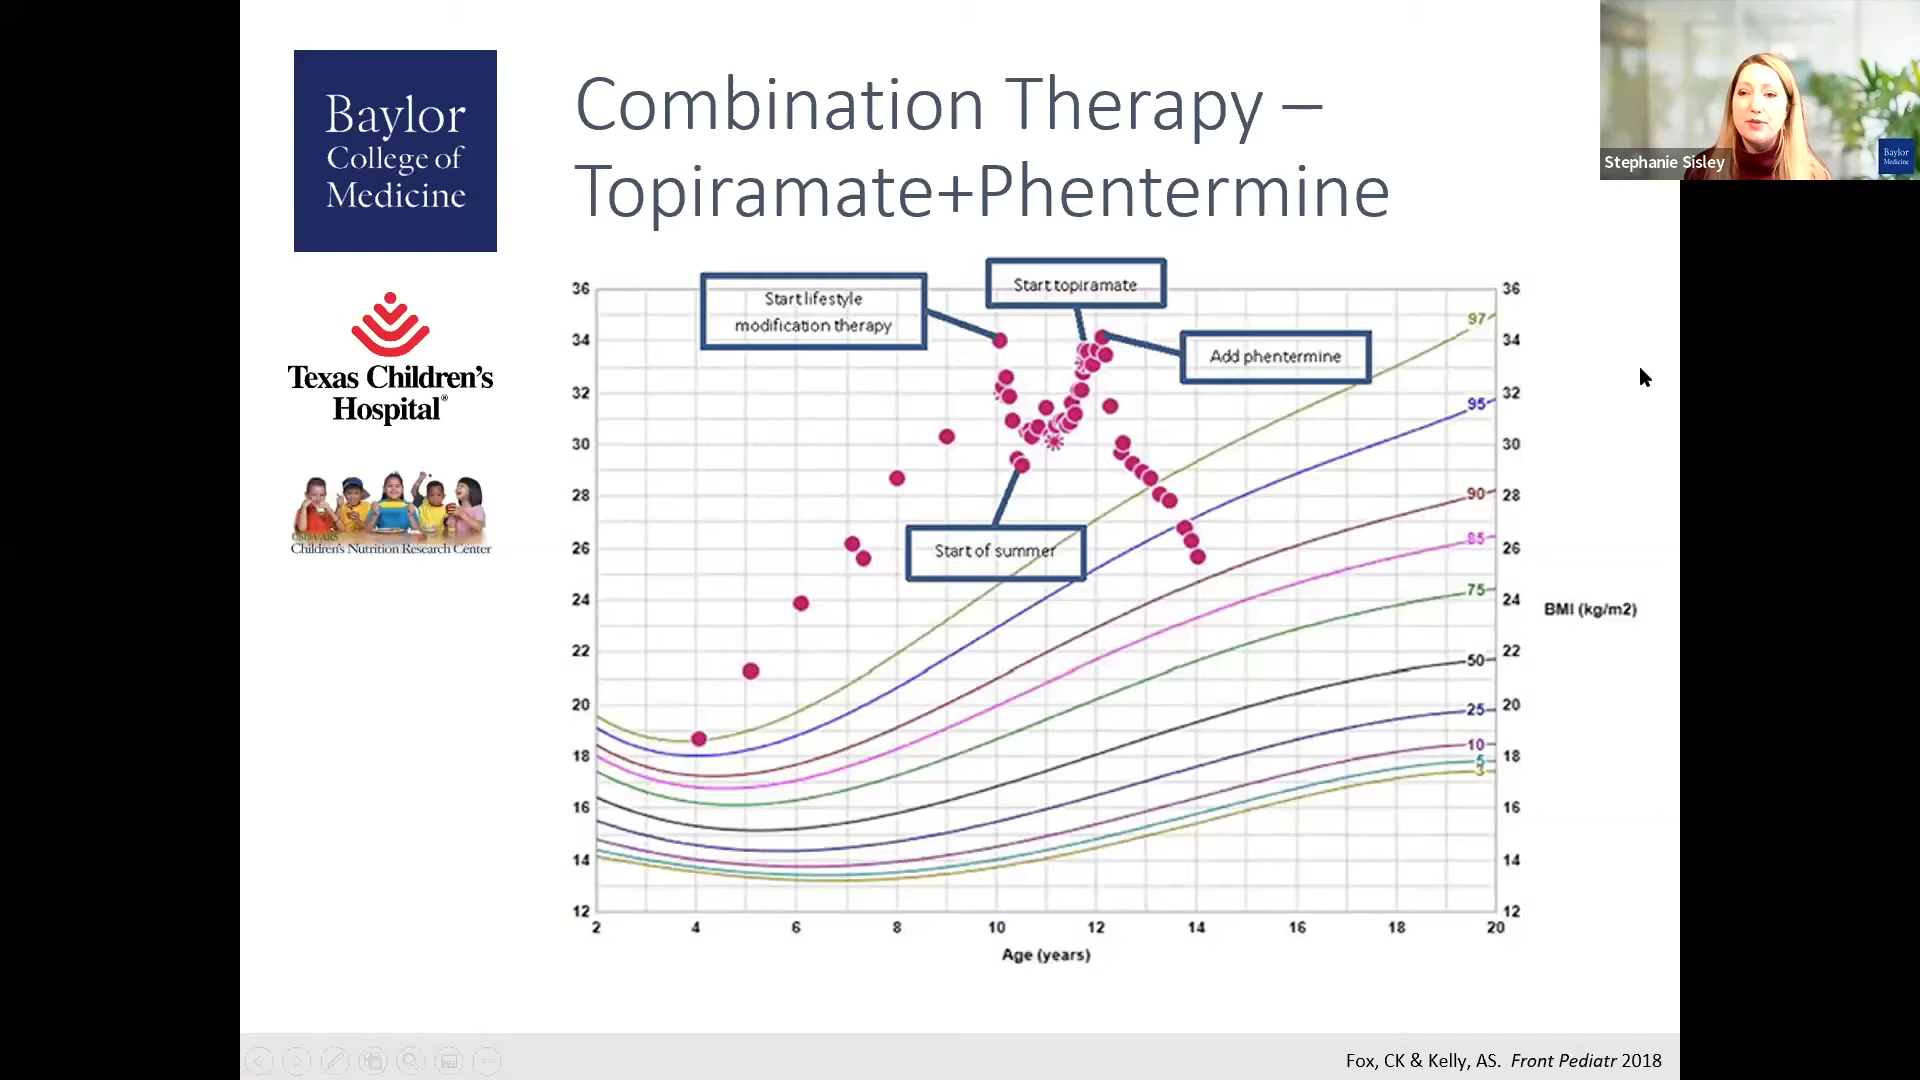 Baylor
College of
Medicine
Texas Children's
Hospital®
USDA/ARS
Children's Nutrition Research Center
Combination Therapy –
Topiramate+Phentermine
Stephanie Sisley
Baylor
Medicine
Start lifestyle
modification therapy
Start topiramate
Add phentermine
Start of summer
36
34
32
30
28
26
24
22
20
18
16
14
12
36
34
32
30
28
26
24
22
20
18
16
14
12
97
95
90
85
75
50
25
10
5
3
BMI (kg/m2)
2 4 6 8 10 12 14 16 18 20
Age (years)
Fox, CK & Kelly, AS. Front Pediatr 2018